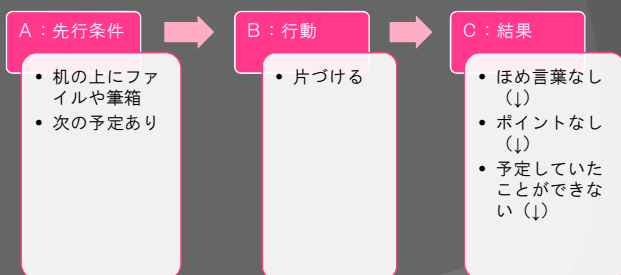 A：先行条件
• 机の上にファ
イルや筆箱
• 次の予定あり
B：行動
• 片づける
C：結果
• ほめ言葉なし
（↓）
• ポイントなし
（↓）
• 予定していた
ことができな
い（↓）